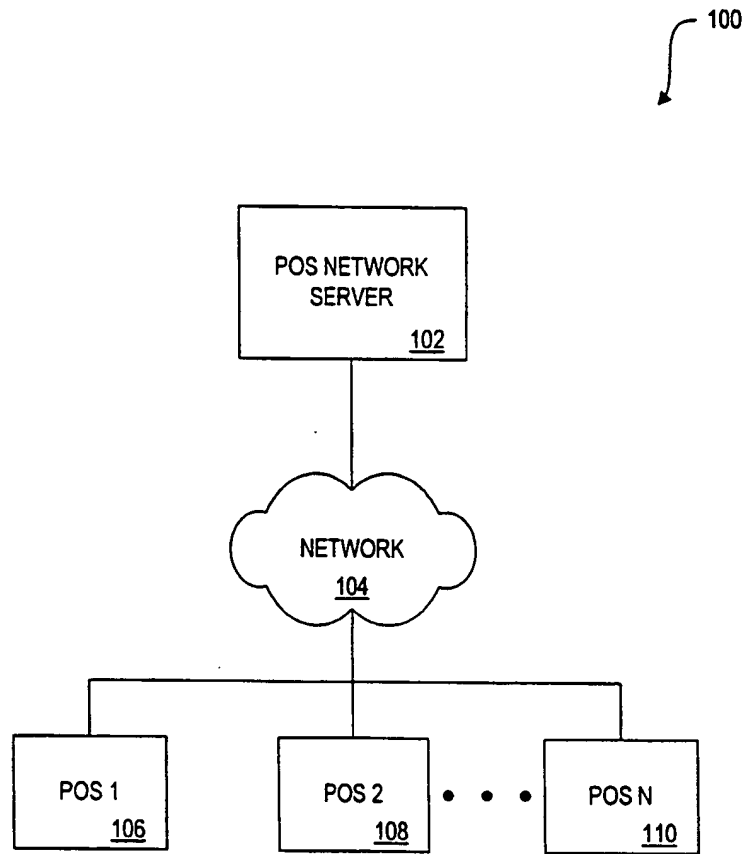 100
POS NETWORK
SERVER
102
NETWORK
104
POS 1
106
POS 2
108
POS N
110